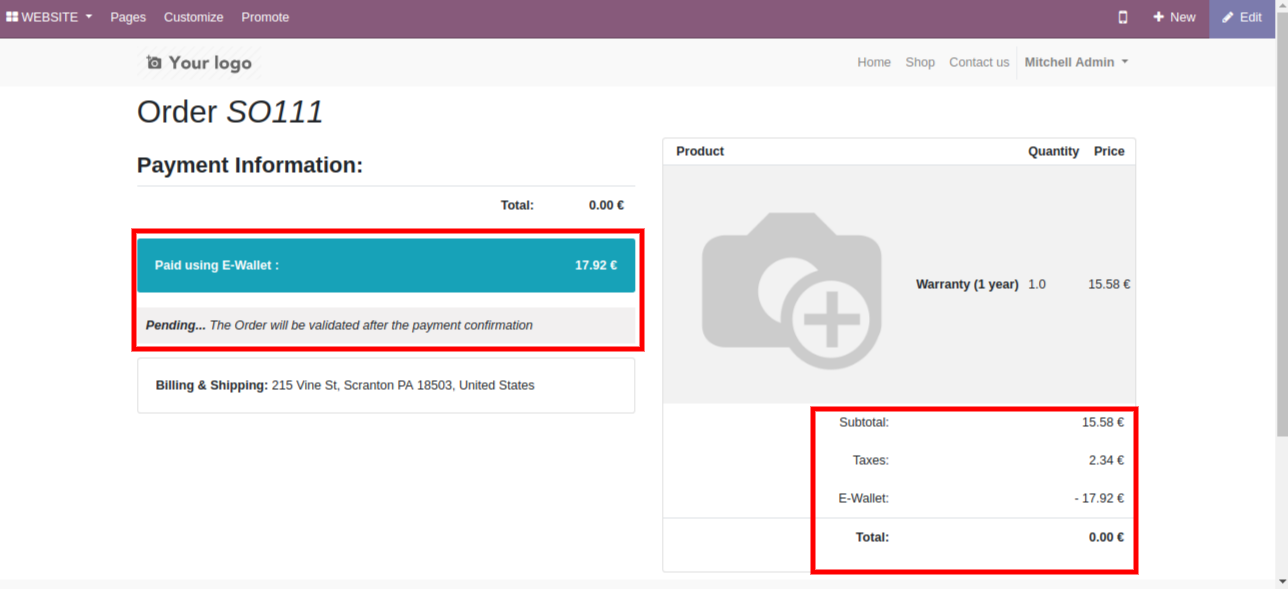 WEBSITE Pages Customize Promote New Edit
Your logo Home Shop Contact us Mitchell Admin
Order SO111
Payment Information:
Total: 0.00 €
Paid using E-Wallet : 17.92 €
Pending... The Order will be validated after the payment confirmation
Billing & Shipping: 215 Vine St, Scranton PA 18503, United States
Product Quantity Price
Warranty (1 year) 1.0 15.58 €
Subtotal: 15.58 €
Taxes: 2.34 €
E-Wallet: - 17.92 €
Total: 0.00 €